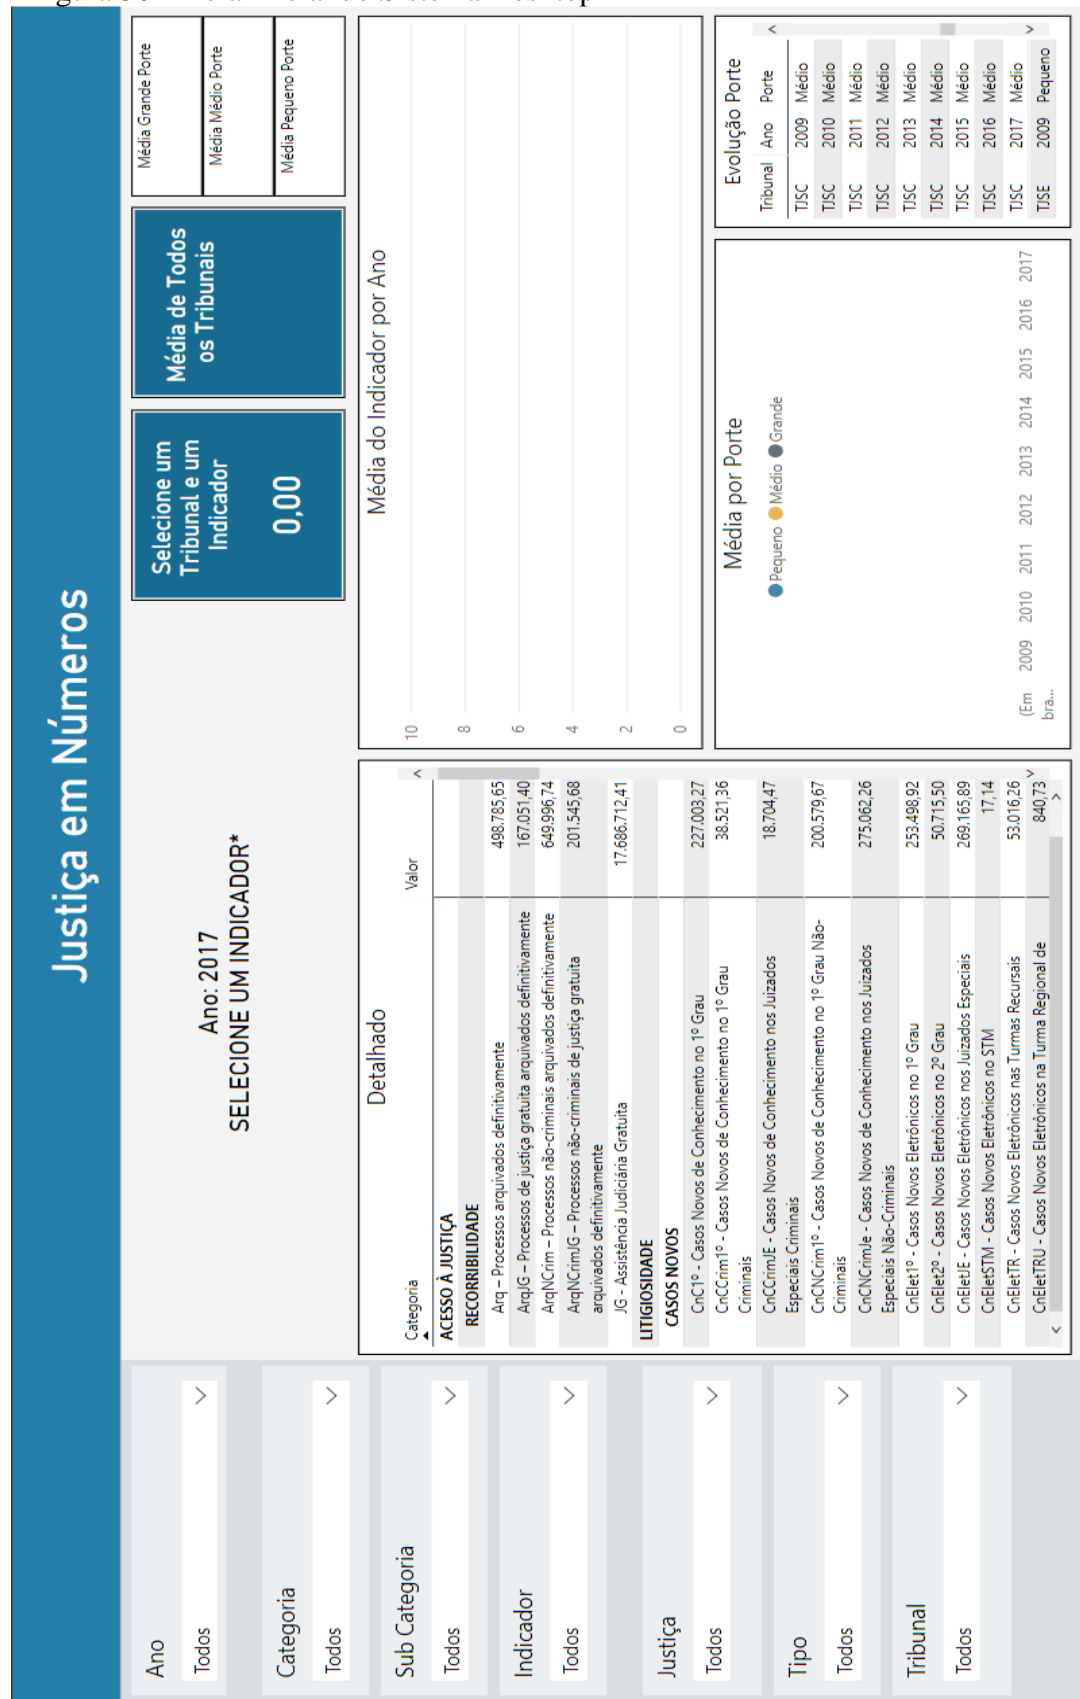 Justiça em Números
Ano
Todos
Categoria
Todos
Sub Categoria
Todos
Indicador
Todos
Justiça
Todos
Tipo
Todos
Tribunal
Todos
Ano: 2017
SELECIONE UM INDICADOR*
Selecione um
Tribunal e um
Indicador
0,00
Média de Todos
os Tribunais
Média Grande Porte
Média Médio Porte
Média Pequeno Porte
Detalhado
Categoria Valor
ACESSO À JUSTIÇA
RECORRIBILIDADE
Arq – Processos arquivados definitivamente 498.785,65
ArqJG – Processos de justiça gratuita arquivados definitivamente 167.051,40
ArqNCrim – Processos não-criminais arquivados definitivamente 649.996,74
ArqNCrimJG – Processos não-criminais de justiça gratuita 201.545,68
arquivados definitivamente
JG - Assistência Judiciária Gratuita 17.686.712,41
LITIGIOSIDADE
CASOS NOVOS
CnC1º - Casos Novos de Conhecimento no 1º Grau 227.003,27
CnCCrim1º - Casos Novos de Conhecimento no 1º Grau 38.521,36
Criminais
CnCCrimJE - Casos Novos de Conhecimento nos Juizados 18.704,47
Especiais Criminais
CnCNCrim1º - Casos Novos de Conhecimento no 1º Grau Não- 200.579,67
Criminais
CnCNCrimJe - Casos Novos de Conhecimento nos Juizados 275.062,26
Especiais Não-Criminais
CnElet1º - Casos Novos Eletrônicos no 1º Grau 253.498,92
CnElet2º - Casos Novos Eletrônicos no 2º Grau 50.715,50
CnEletJE - Casos Novos Eletrônicos nos Juizados Especiais 269.165,89
CnEletSTM - Casos Novos Eletrônicos no STM 17,14
CnEletTR - Casos Novos Eletrônicos nas Turmas Recursais 53.016,26
CnEletTRU - Casos Novos Eletrônicos na Turma Regional de 840,73
Média do Indicador por Ano
10
8
6
4
2
0
Média por Porte
Pequeno Médio Grande
(Em 2009 2010 2011 2012 2013 2014 2015 2016 2017
bra...
Evolução Porte
Tribunal Ano Porte
TJSC 2009 Médio
TJSC 2010 Médio
TJSC 2011 Médio
TJSC 2012 Médio
TJSC 2013 Médio
TJSC 2014 Médio
TJSC 2015 Médio
TJSC 2016 Médio
TJSC 2017 Médio
TJSE 2009 Pequeno